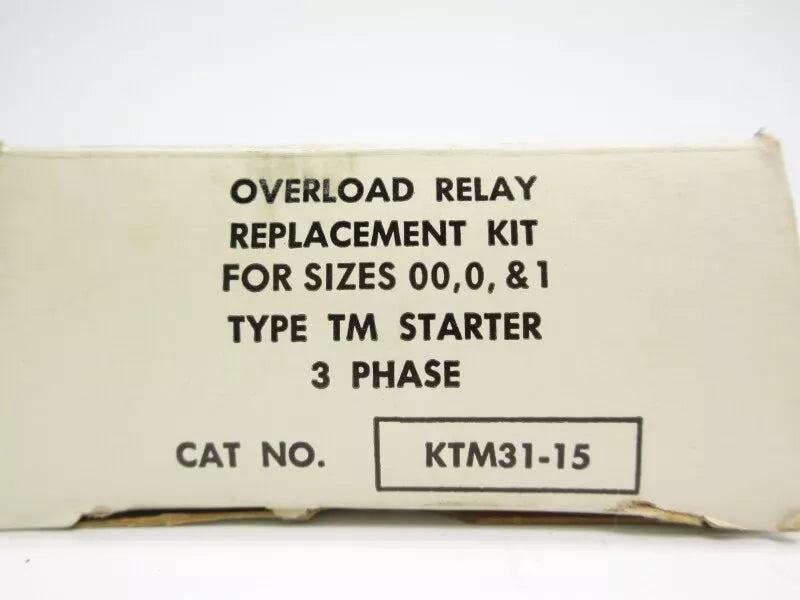 OVERLOAD RELAY
REPLACEMENT KIT
FOR SIZES 00,0, & 1
TYPE TM STARTER
3 PHASE
CAT NO. KTM31-15